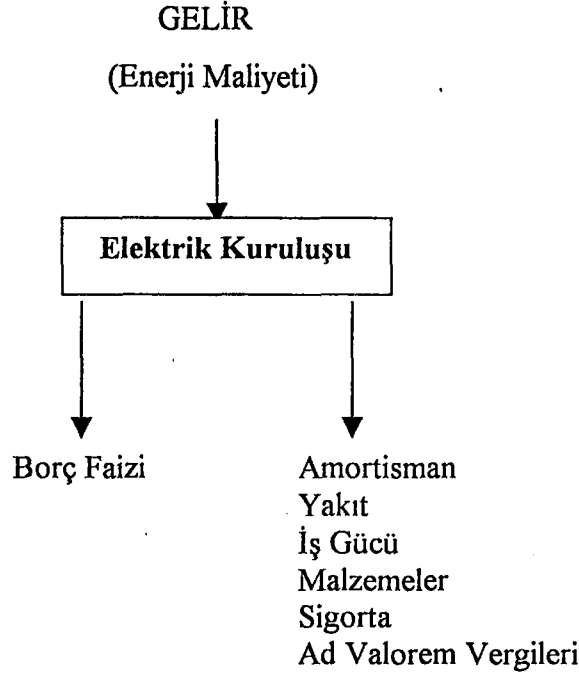 GELİR
(Enerji Maliyeti)
Elektrik Kuruluşu
Borç Faizi
Amortisman
Yakıt
İş Gücü
Malzemeler
Sigorta
Ad Valorem Vergileri